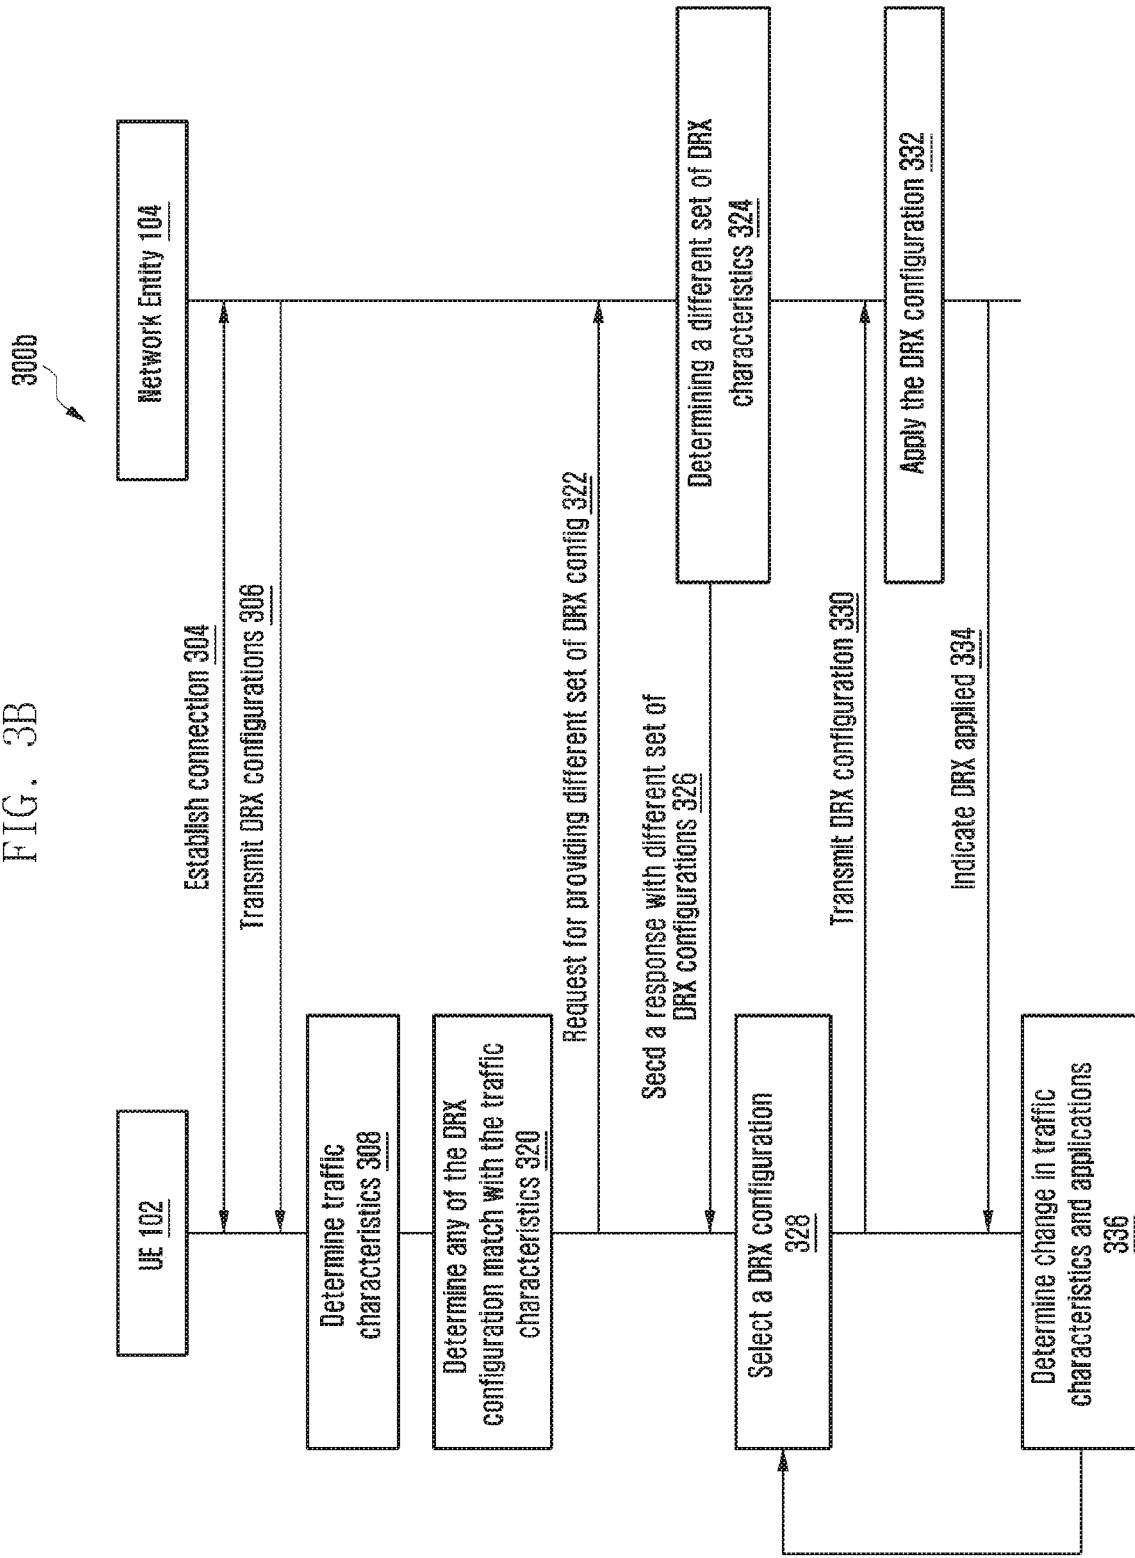 FIG. 3B
300b
UE 102
Network Entity 104
Establish connection 304
Transmit DRX configurations 306
Determine traffic
characteristics 308
Determine any of the DRX
configuration match with the traffic
characteristics 320
Request for providing different set of DRX config 322
Determining a different set of DRX
characteristics 324
Secd a response with different set of
DRX configurations 326
Select a DRX configuration
328
Transmit DRX configuration 330
Apply the DRX configuration 332
Indicate DRX applied 334
Determine change in traffic
characteristics and applications
336